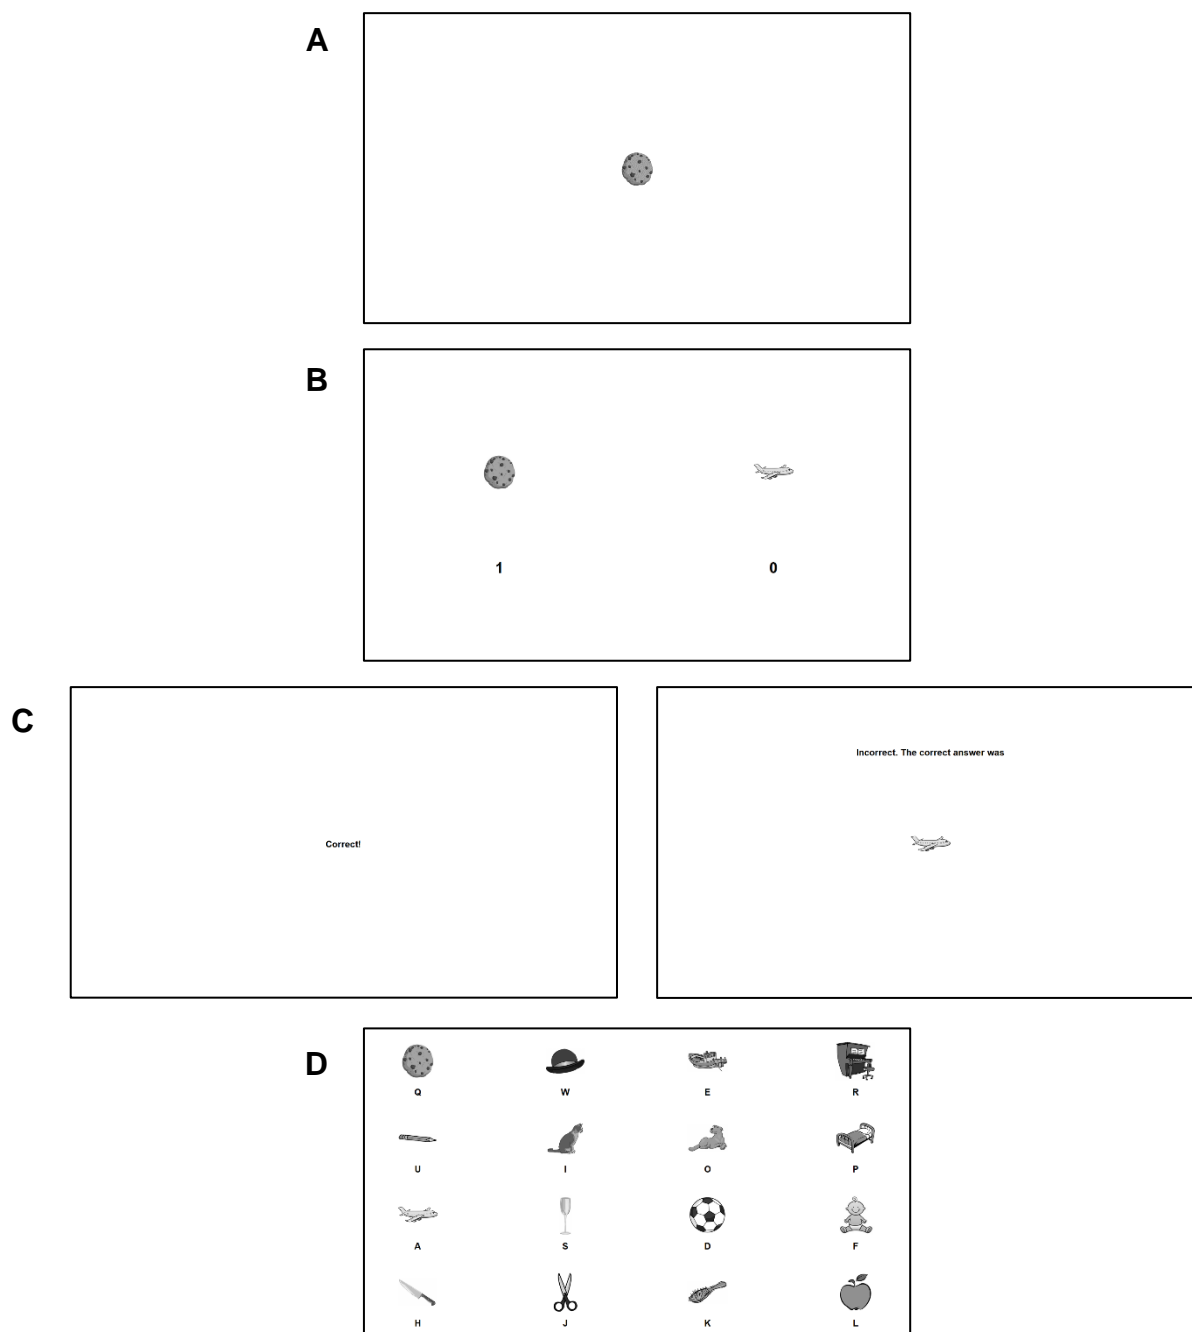 A
B
1 0
C
Correct!
Incorrect. The correct answer was
D
Q W E R
U I O P
A S D F
H J K L